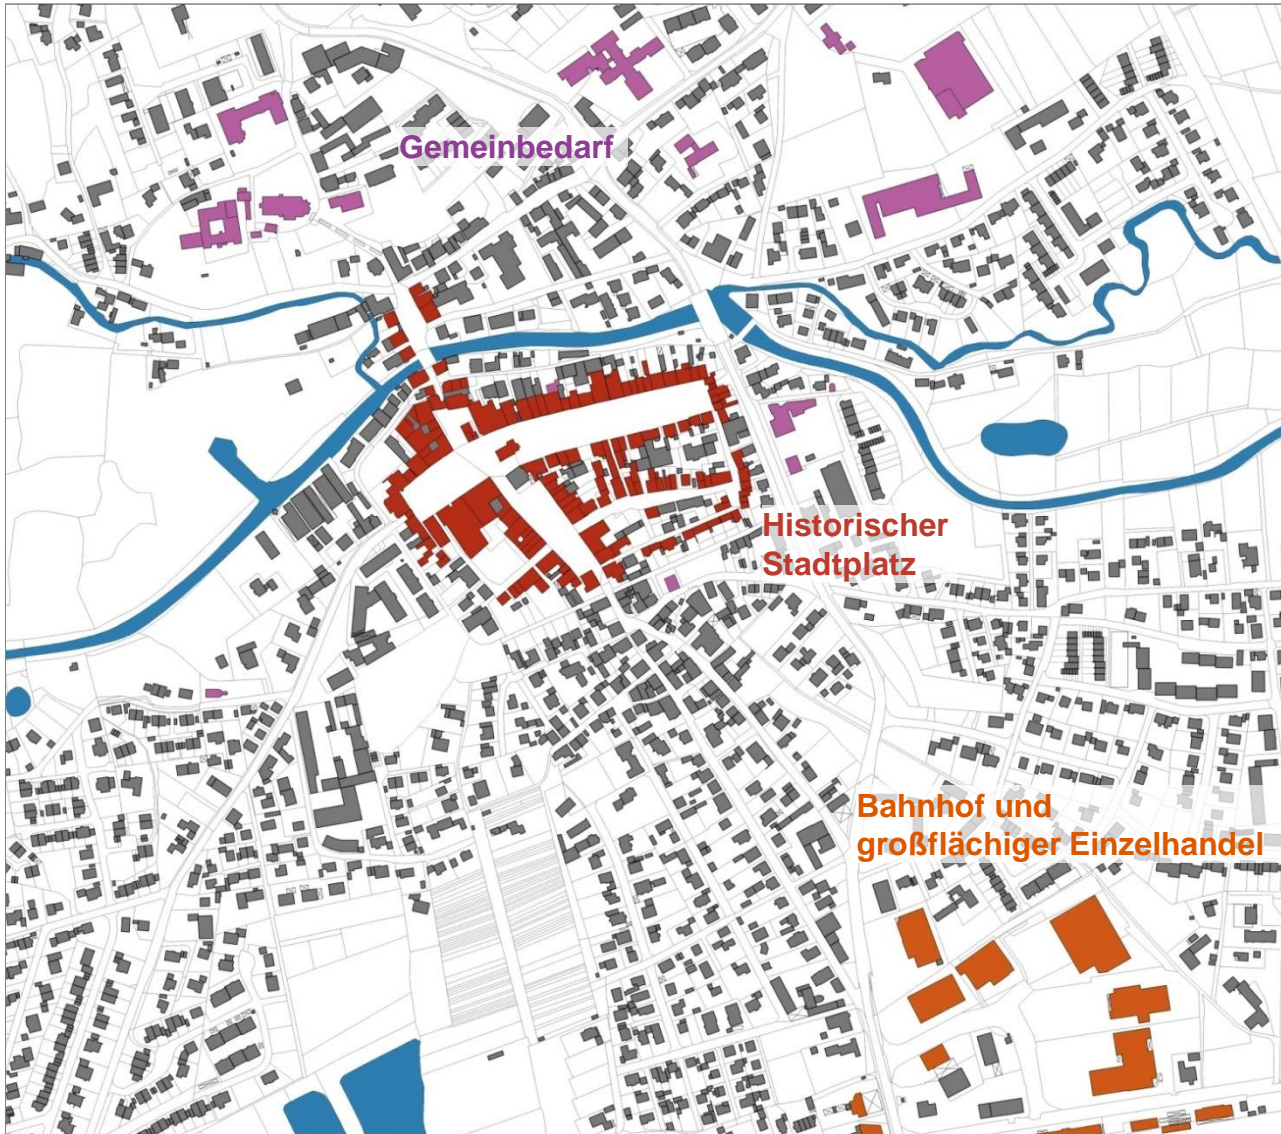 Gemeinbedarf
Historischer
Stadtplatz
Bahnhof und
großflächiger Einzelhandel